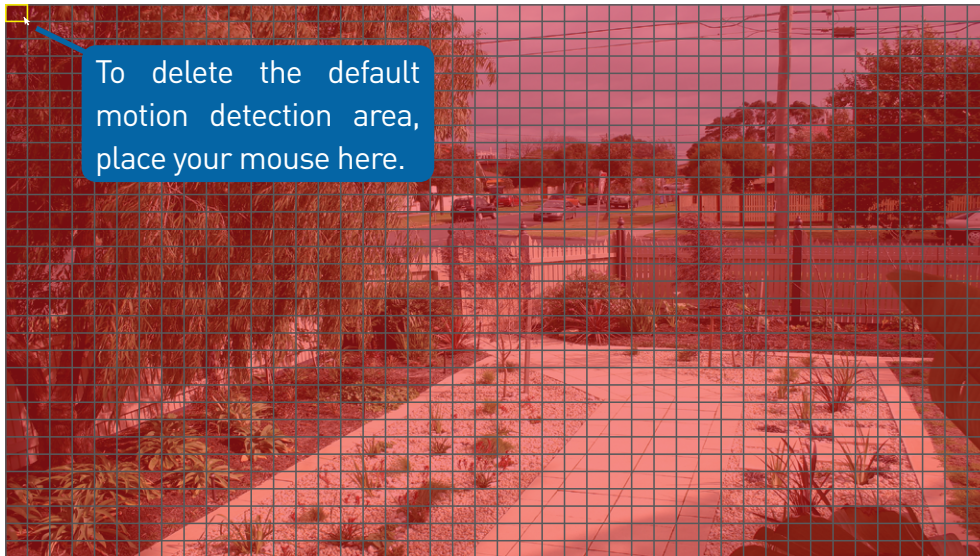 To delete the default
motion detection area,
place your mouse here.